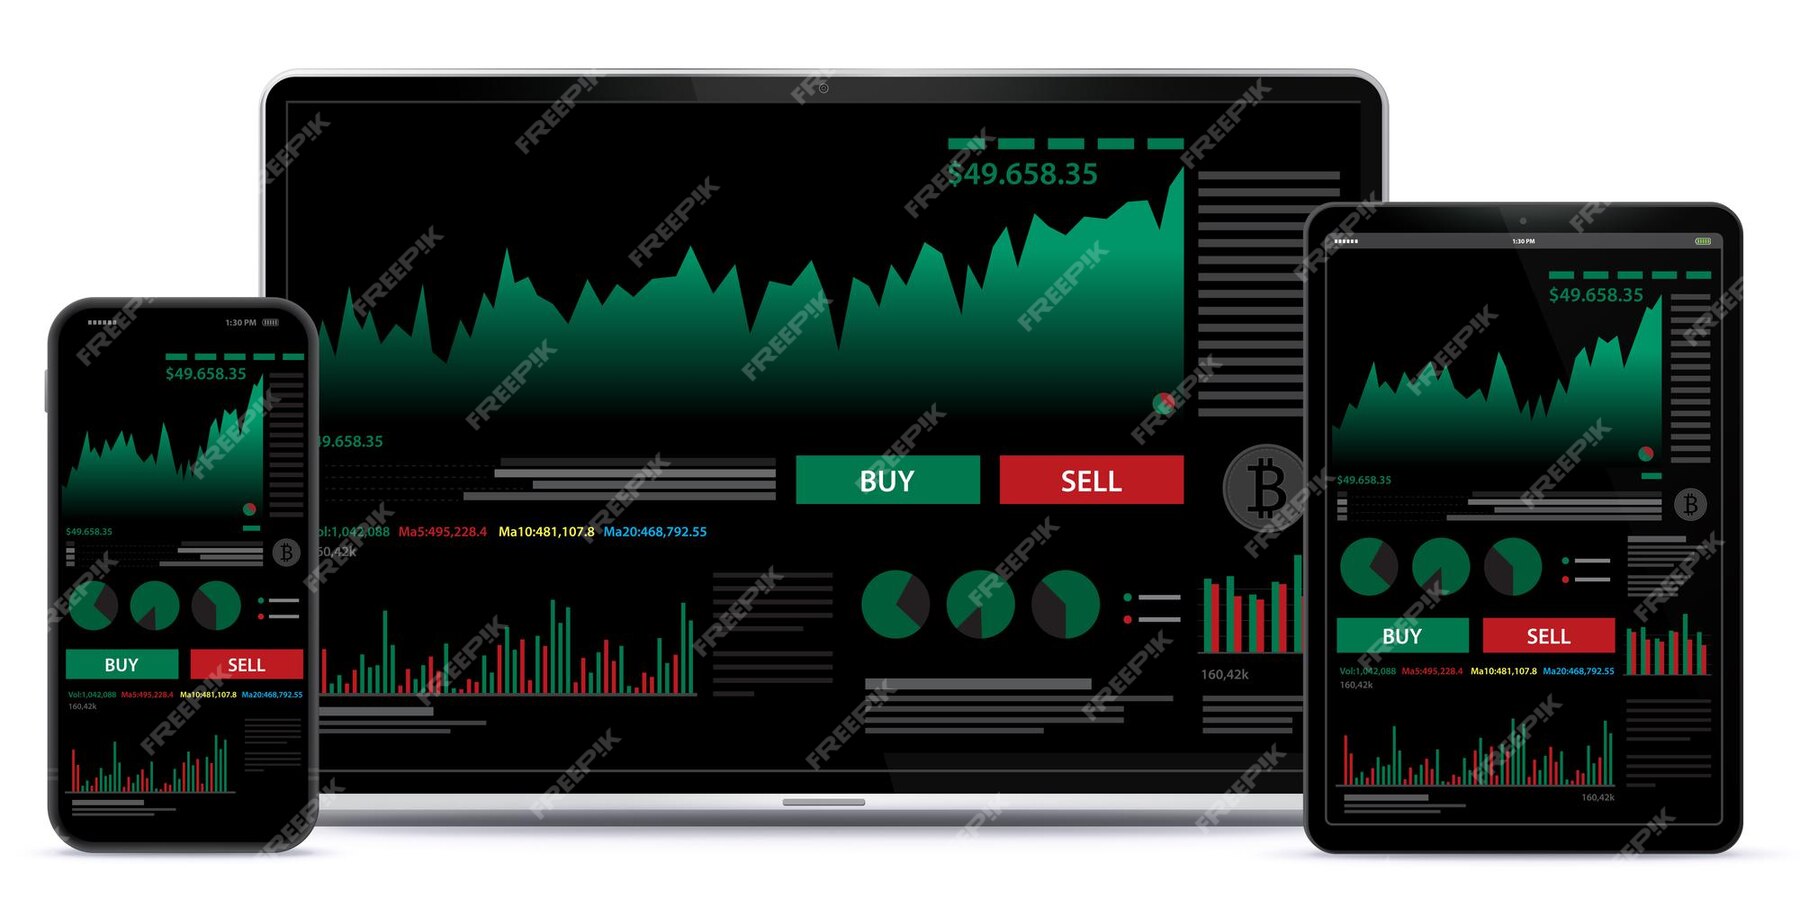 $49.658.35
49.658.35
BUY
SELL
ol:1,042,088 Ma5:495,228.4 Ma10:481,107.8 Ma20:468,792.55
60,42k
160,42k
1:30 PM
$49.658.35
$49.658.35
BUY
SELL
Vol:1,042,088 Ma5:495,228.4 Ma10:481,107.8 Ma20:468,792.55
160,42k
1:30 PM
$49.658.35
$49.658.35
BUY
SELL
Vol:1,042,088 Ma5:495,228.4 Ma10:481,107.8 Ma20:468,792.55
160,42k
160,42k
FREEPIK